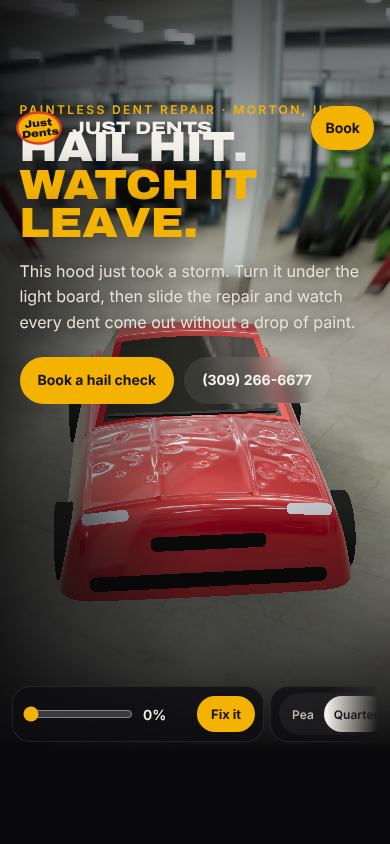 PAINTLESS DENT REPAIR · MORTON, IL
Just
Dents
JUST DENTS
Book
HAIL HIT.
WATCH IT
LEAVE.
This hood just took a storm. Turn it under the
light board, then slide the repair and watch
every dent come out without a drop of paint.
Book a hail check
(309) 266-6677
0%
Fix it
Pea
Quarter